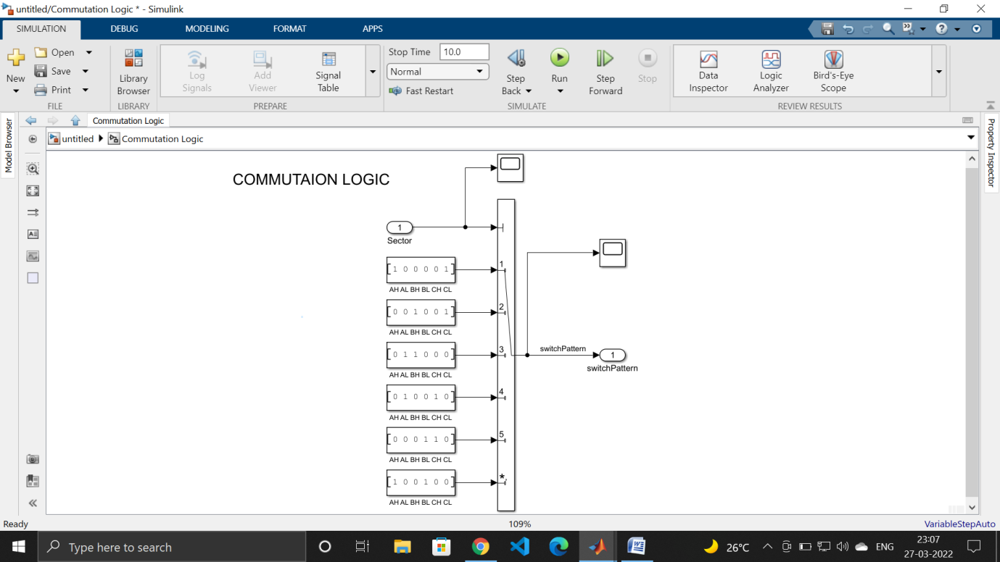 untitled/Commutation Logic * - Simulink
SIMULATION DEBUG MODELING FORMAT APPS
New
Open
Save
Print
FILE
Library Browser
LIBRARY
Log Signals
Add Viewer
Signal Table
PREPARE
Stop Time 10.0
Normal
Fast Restart
Step Back
Run
Step Forward
Stop
SIMULATE
Data Inspector
Logic Analyzer
Bird's-Eye Scope
REVIEW RESULTS
Model Browser
Commutation Logic
Property Inspector
untitled Commutation Logic
COMMUTAION LOGIC
1
Sector
[1 0 0 0 0 1] 1
AH AL BH BL CH CL
[0 0 1 0 0 1] 2
AH AL BH BL CH CL
[0 1 1 0 0 0] 3
switchPattern 1
switchPattern
AH AL BH BL CH CL
[0 1 0 0 1 0] 4
AH AL BH BL CH CL
[0 0 0 1 1 0] 5
AH AL BH BL CH CL
[1 0 0 1 0 0] *,
AH AL BH BL CH CL
Ready 109% VariableStepAuto
Type here to search
26°C ENG 23:07
27-03-2022